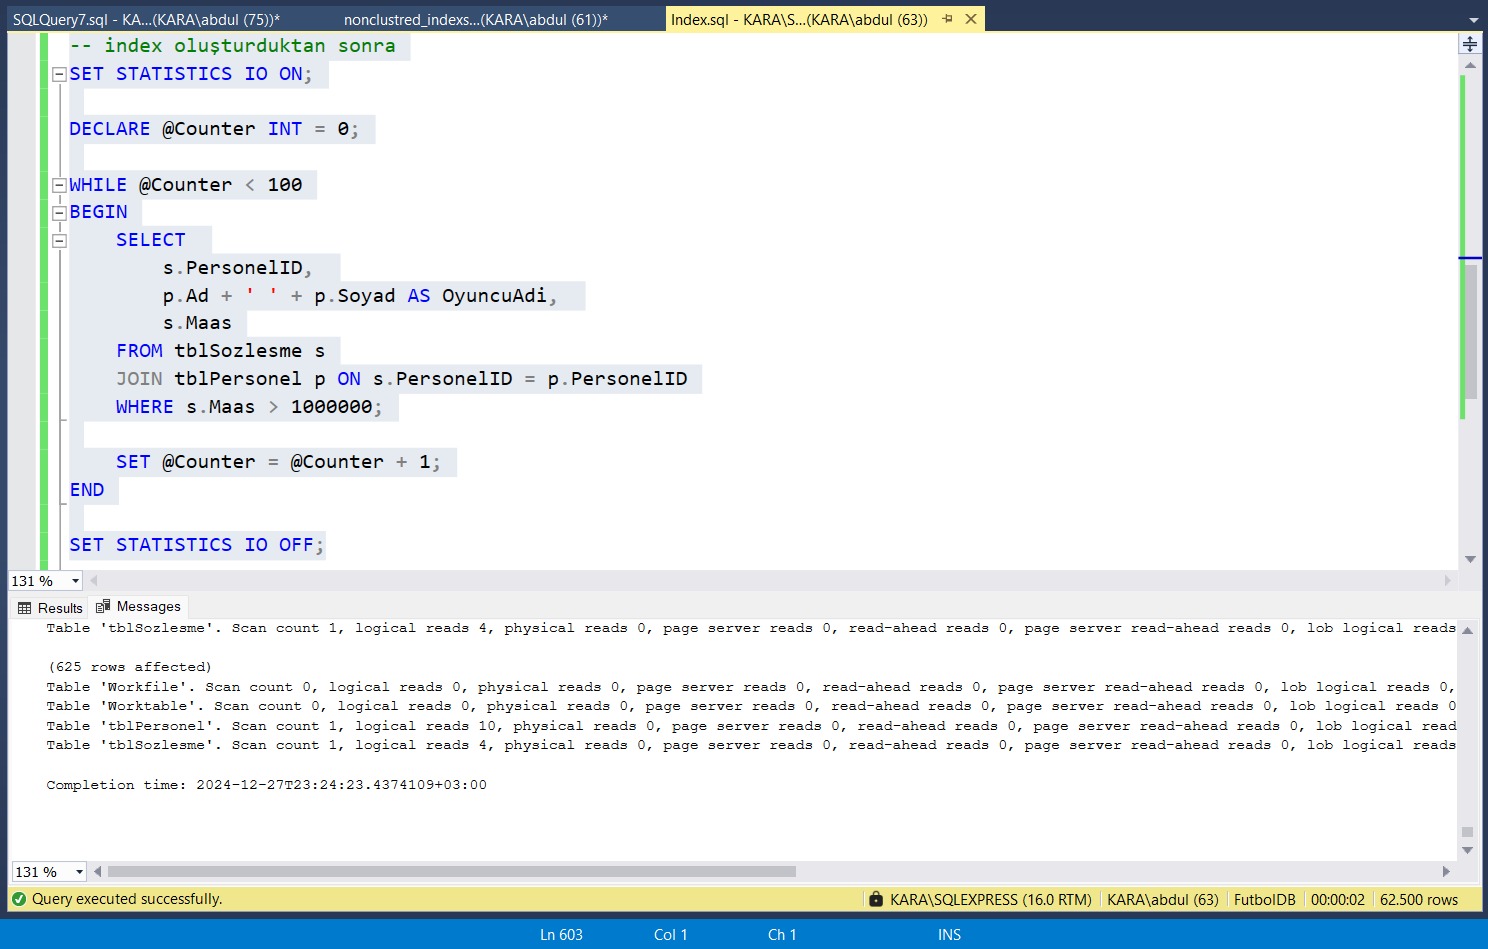 SQLQuery7.sql - KA...(KARA\abdul (75))*
nonclustred_indexs...(KARA\abdul (61))*
Index.sql - KARA\S...(KARA\abdul (63))
-- index oluşturduktan sonra
SET STATISTICS IO ON;
DECLARE @Counter INT = 0;
WHILE @Counter < 100
BEGIN
SELECT
s.PersonelID,
p.Ad + ' ' + p.Soyad AS OyuncuAdi,
s.Maas
FROM tblSozlesme s
JOIN tblPersonel p ON s.PersonelID = p.PersonelID
WHERE s.Maas > 1000000;
SET @Counter = @Counter + 1;
END
SET STATISTICS IO OFF;
131 %
Results Messages
Table 'tblSozlesme'. Scan count 1, logical reads 4, physical reads 0, page server reads 0, read-ahead reads 0, page server read-ahead reads 0, lob logical reads
(625 rows affected)
Table 'Workfile'. Scan count 0, logical reads 0, physical reads 0, page server reads 0, read-ahead reads 0, page server read-ahead reads 0, lob logical reads 0,
Table 'Worktable'. Scan count 0, logical reads 0, physical reads 0, page server reads 0, read-ahead reads 0, page server read-ahead reads 0, lob logical reads 0
Table 'tblPersonel'. Scan count 1, logical reads 10, physical reads 0, page server reads 0, read-ahead reads 0, page server read-ahead reads 0, lob logical read
Table 'tblSozlesme'. Scan count 1, logical reads 4, physical reads 0, page server reads 0, read-ahead reads 0, page server read-ahead reads 0, lob logical reads
Completion time: 2024-12-27T23:24:23.4374109+03:00
131 %
Query executed successfully.
KARA\SQLEXPRESS (16.0 RTM) KARA\abdul (63) FutbolDB 00:00:02 62.500 rows
Ln 603 Col 1 Ch 1 INS